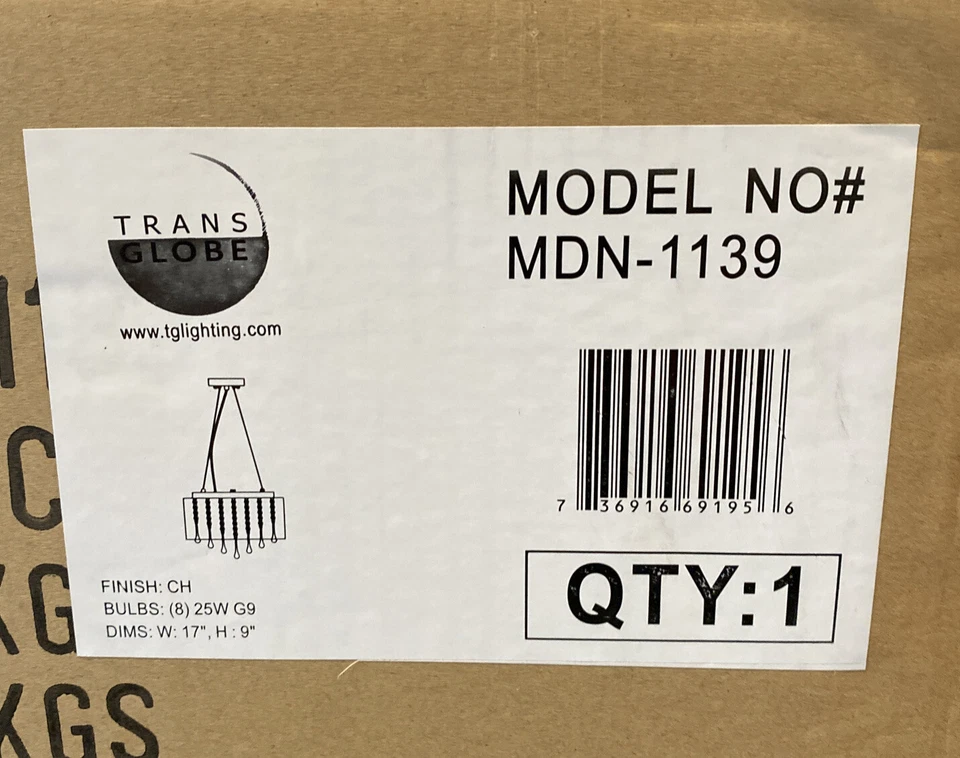 TRANS
GLOBE
www.tglighting.com
MODEL NO#
MDN-1139
7 36916 69195 6
FINISH: CH
BULBS: (8) 25W G9
DIMS: W: 17", H : 9"
QTY:1
C
KG
KGS